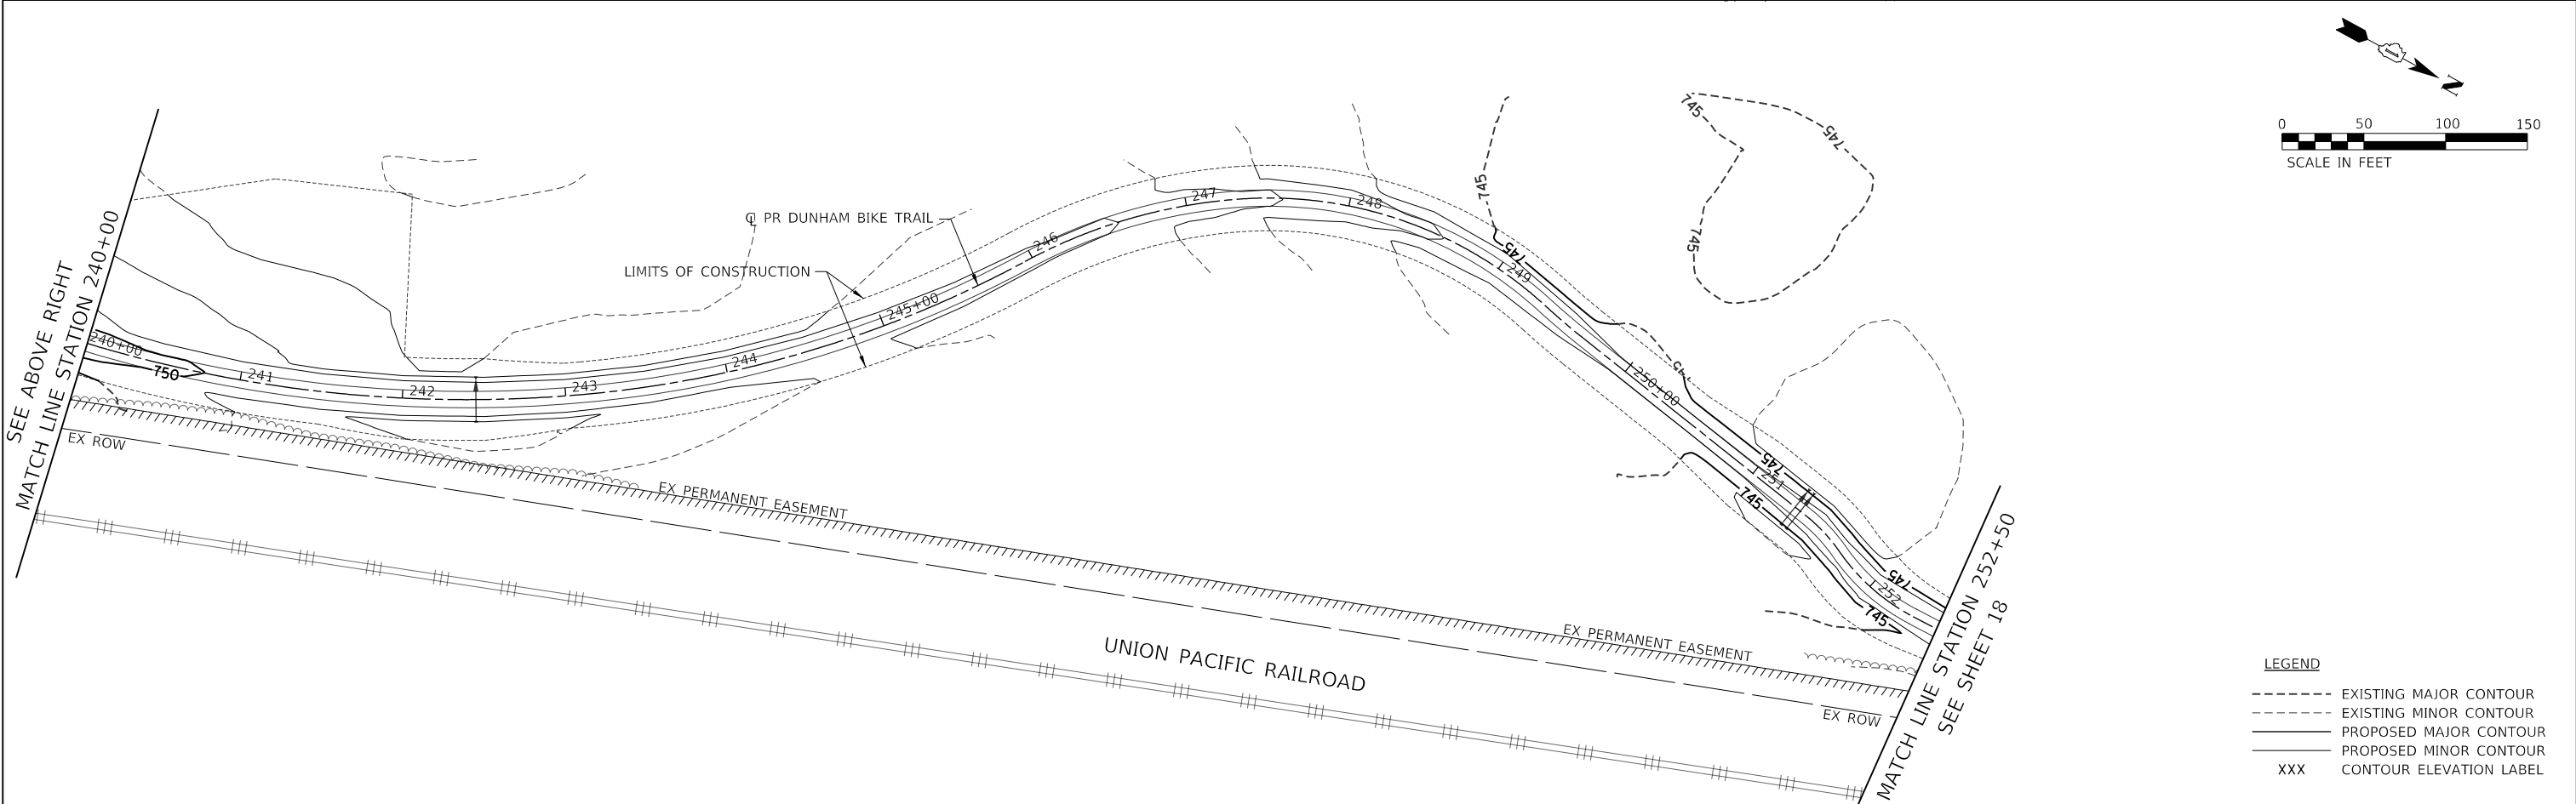 SEE ABOVE RIGHT
MATCH LINE STATION 240+00
240+00
750
241
242
243
244
245+00
246
247
248
249
250+00
251
252
℄ PR DUNHAM BIKE TRAIL
LIMITS OF CONSTRUCTION
745
745
745
745
745
745
745
745
745
745
EX ROW
EX PERMANENT EASEMENT
UNION PACIFIC RAILROAD
EX PERMANENT EASEMENT
EX ROW
MATCH LINE STATION 252+50
SEE SHEET 18
N
0 50 100 150
SCALE IN FEET
LEGEND
EXISTING MAJOR CONTOUR
EXISTING MINOR CONTOUR
PROPOSED MAJOR CONTOUR
PROPOSED MINOR CONTOUR
XXX CONTOUR ELEVATION LABEL